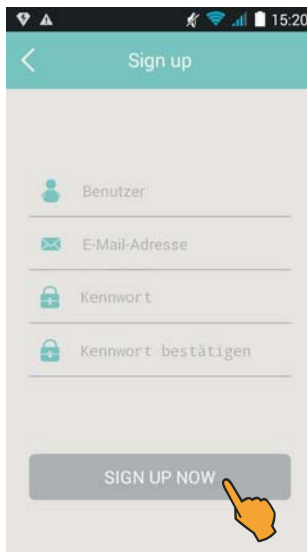 15:20
Sign up
Benutzer
E-Mail-Adresse
Kennwort
Kennwort bestätigen
SIGN UP NOW